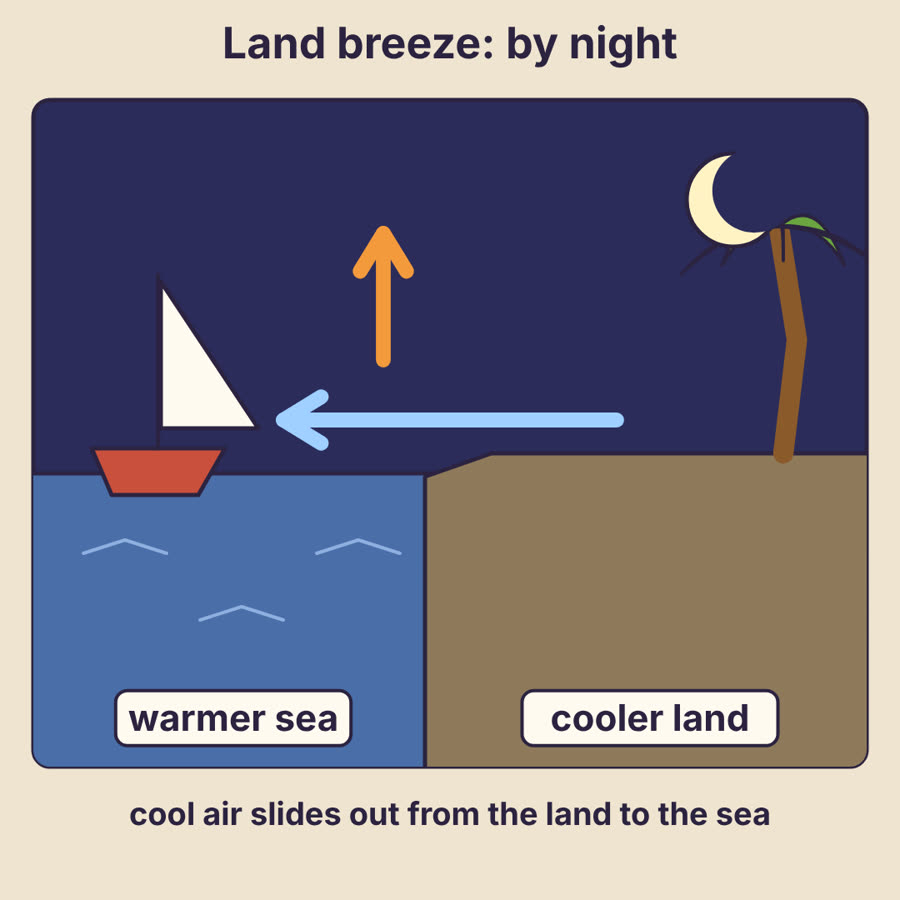 Land breeze: by night
warmer sea
cooler land
cool air slides out from the land to the sea